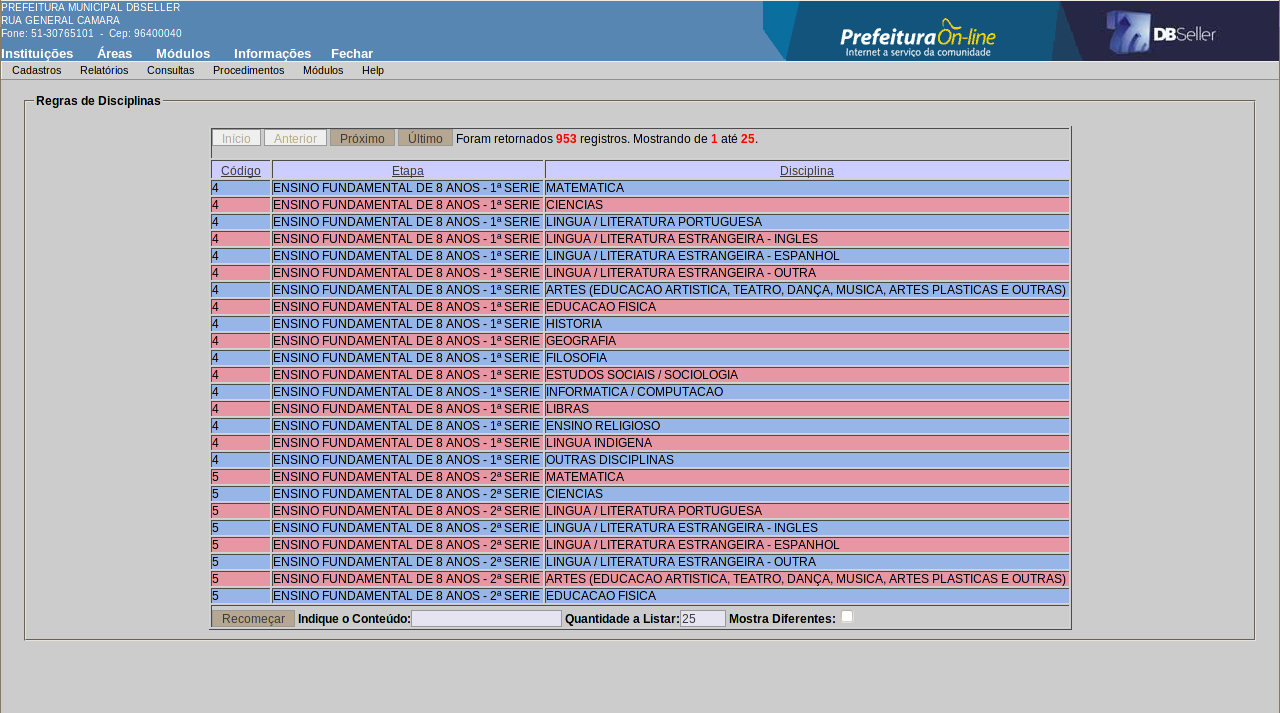 PREFEITURA MUNICIPAL DBSELLER
RUA GENERAL CAMARA
Fone: 51-30765101 - Cep: 96400040
Prefeitura On-line
Internet a serviço da comunidade
DBSeller
Instituições Áreas Módulos Informações Fechar
Cadastros Relatórios Consultas Procedimentos Módulos Help
Regras de Disciplinas
Início Anterior Próximo Último Foram retornados 953 registros. Mostrando de 1 até 25.
Código Etapa Disciplina
4 ENSINO FUNDAMENTAL DE 8 ANOS - 1ª SERIE MATEMATICA
4 ENSINO FUNDAMENTAL DE 8 ANOS - 1ª SERIE CIENCIAS
4 ENSINO FUNDAMENTAL DE 8 ANOS - 1ª SERIE LINGUA / LITERATURA PORTUGUESA
4 ENSINO FUNDAMENTAL DE 8 ANOS - 1ª SERIE LINGUA / LITERATURA ESTRANGEIRA - INGLES
4 ENSINO FUNDAMENTAL DE 8 ANOS - 1ª SERIE LINGUA / LITERATURA ESTRANGEIRA - ESPANHOL
4 ENSINO FUNDAMENTAL DE 8 ANOS - 1ª SERIE LINGUA / LITERATURA ESTRANGEIRA - OUTRA
4 ENSINO FUNDAMENTAL DE 8 ANOS - 1ª SERIE ARTES (EDUCACAO ARTISTICA, TEATRO, DANÇA, MUSICA, ARTES PLASTICAS E OUTRAS)
4 ENSINO FUNDAMENTAL DE 8 ANOS - 1ª SERIE EDUCACAO FISICA
4 ENSINO FUNDAMENTAL DE 8 ANOS - 1ª SERIE HISTORIA
4 ENSINO FUNDAMENTAL DE 8 ANOS - 1ª SERIE GEOGRAFIA
4 ENSINO FUNDAMENTAL DE 8 ANOS - 1ª SERIE FILOSOFIA
4 ENSINO FUNDAMENTAL DE 8 ANOS - 1ª SERIE ESTUDOS SOCIAIS / SOCIOLOGIA
4 ENSINO FUNDAMENTAL DE 8 ANOS - 1ª SERIE INFORMATICA / COMPUTACAO
4 ENSINO FUNDAMENTAL DE 8 ANOS - 1ª SERIE LIBRAS
4 ENSINO FUNDAMENTAL DE 8 ANOS - 1ª SERIE ENSINO RELIGIOSO
4 ENSINO FUNDAMENTAL DE 8 ANOS - 1ª SERIE LINGUA INDIGENA
4 ENSINO FUNDAMENTAL DE 8 ANOS - 1ª SERIE OUTRAS DISCIPLINAS
5 ENSINO FUNDAMENTAL DE 8 ANOS - 2ª SERIE MATEMATICA
5 ENSINO FUNDAMENTAL DE 8 ANOS - 2ª SERIE CIENCIAS
5 ENSINO FUNDAMENTAL DE 8 ANOS - 2ª SERIE LINGUA / LITERATURA PORTUGUESA
5 ENSINO FUNDAMENTAL DE 8 ANOS - 2ª SERIE LINGUA / LITERATURA ESTRANGEIRA - INGLES
5 ENSINO FUNDAMENTAL DE 8 ANOS - 2ª SERIE LINGUA / LITERATURA ESTRANGEIRA - ESPANHOL
5 ENSINO FUNDAMENTAL DE 8 ANOS - 2ª SERIE LINGUA / LITERATURA ESTRANGEIRA - OUTRA
5 ENSINO FUNDAMENTAL DE 8 ANOS - 2ª SERIE ARTES (EDUCACAO ARTISTICA, TEATRO, DANÇA, MUSICA, ARTES PLASTICAS E OUTRAS)
5 ENSINO FUNDAMENTAL DE 8 ANOS - 2ª SERIE EDUCACAO FISICA
Recomeçar Indique o Conteúdo: Quantidade a Listar: 25 Mostra Diferentes: